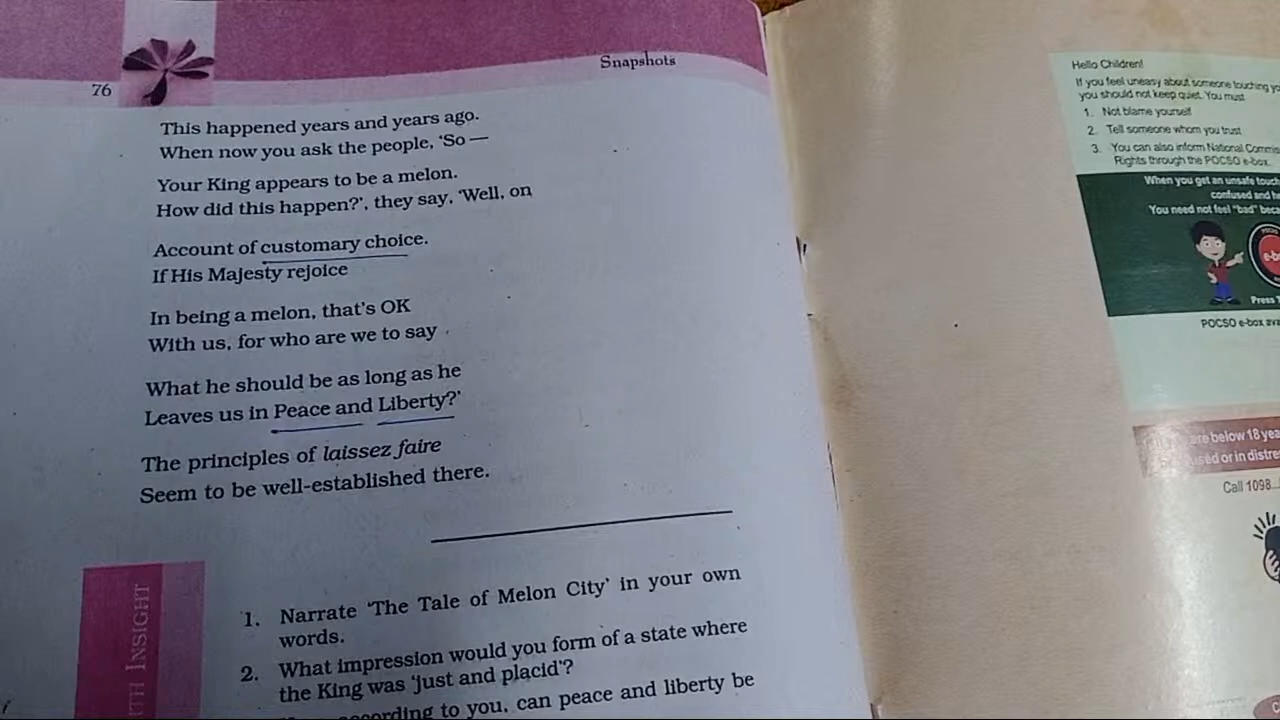 76
Snapshots
This happened years and years ago.
When now you ask the people, ‘So —
Your King appears to be a melon.
How did this happen?’, they say, ‘Well, on
Account of customary choice.
If His Majesty rejoice
In being a melon, that’s OK
With us, for who are we to say
What he should be as long as he
Leaves us in Peace and Liberty?’
The principles of laissez faire
Seem to be well-established there.
INSIGHT
1. Narrate ‘The Tale of Melon City’ in your own
words.
2. What impression would you form of a state where
the King was ‘just and placid’?
according to you, can peace and liberty be
Hello Children!
If you feel uneasy about someone touching
you should not keep quiet. You must
1. Not blame yourself
2. Tell someone whom you trust
3. You can also inform National
Rights through the POCSO e-box.
When you get an unsafe
confused and
You need not feel "bad"
Press
POCSO e-box
are below 18
or in
Call 1098